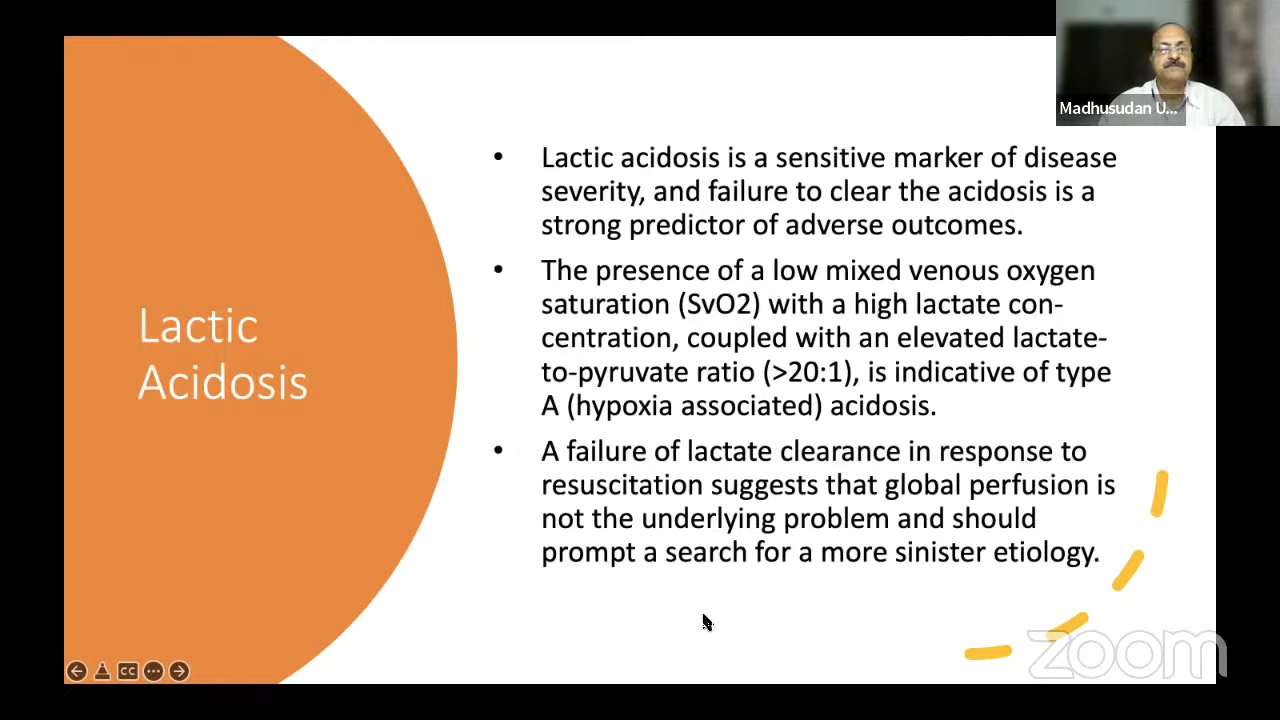 Madhusudan U...
Lactic
Acidosis
• Lactic acidosis is a sensitive marker of disease
severity, and failure to clear the acidosis is a
strong predictor of adverse outcomes.
• The presence of a low mixed venous oxygen
saturation (SvO2) with a high lactate con-
centration, coupled with an elevated lactate-
to-pyruvate ratio (>20:1), is indicative of type
A (hypoxia associated) acidosis.
• A failure of lactate clearance in response to
resuscitation suggests that global perfusion is
not the underlying problem and should
prompt a search for a more sinister etiology.
CC
zoom